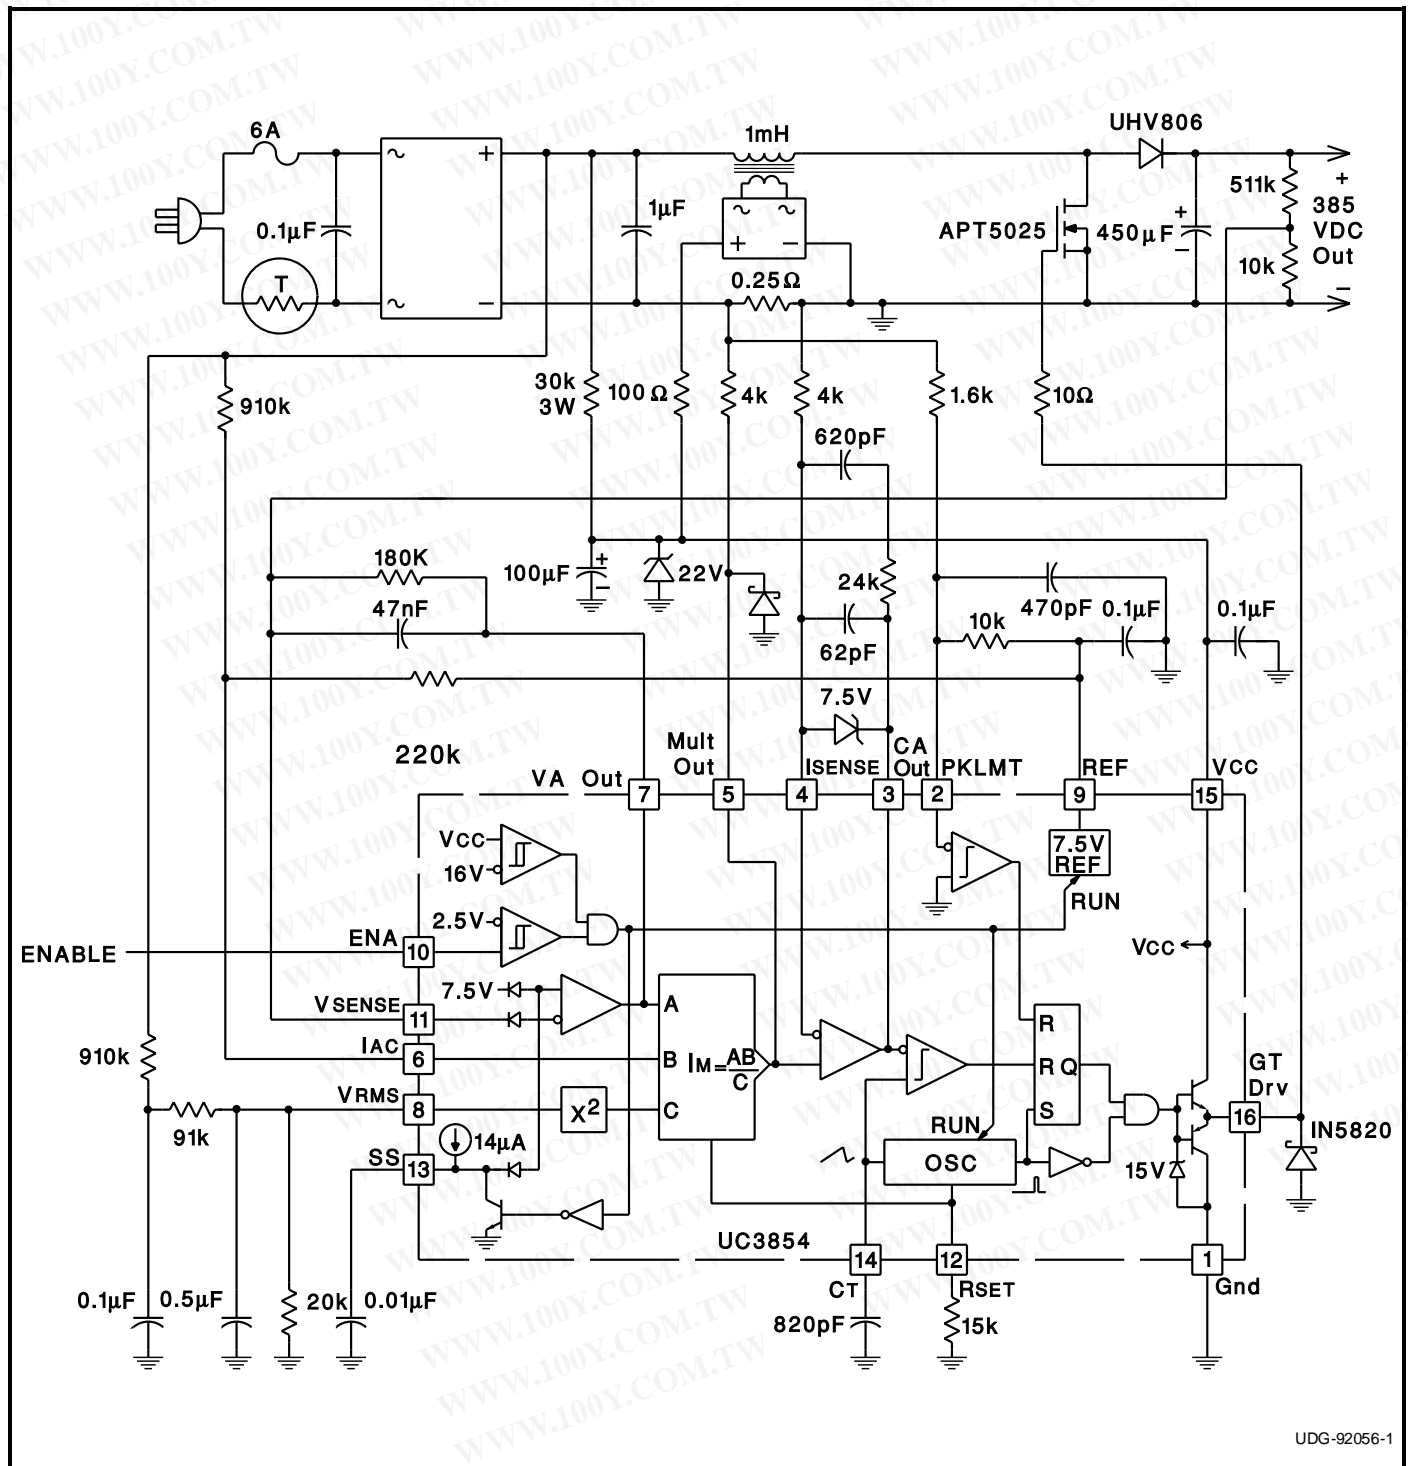 6A
1mH
UHV806
0.1µF
T
~
+
~
−
1µF
~ ~
+ −
0.25Ω
APT5025
450µF
+
−
511k
10k
+
385
VDC
Out
−
910k
30k
3W
100Ω
4k
4k
1.6k
10Ω
620pF
180K
47nF
100µF
+
−
22V
24k
62pF
470pF
10k
0.1µF
0.1µF
7.5V
220k
VA Out
Mult
Out
ISENSE
CA
Out
PKLMT
REF
VCC
7
5
4
3
2
9
15
VCC
16V
2.5V
7.5V
REF
RUN
ENABLE
ENA
10
VCC
7.5V
VSENSE
11
IAC
6
910k
A
B
C
IM=AB/C
R
R Q
S
GT
Drv
16
VRMS
8
X2
91k
14µA
SS
13
RUN
OSC
15V
IN5820
UC3854
14
12
1
CT
RSET
Gnd
0.1µF
0.5µF
20k
0.01µF
820pF
15k
UDG-92056-1
WWW.100Y.COM.TW